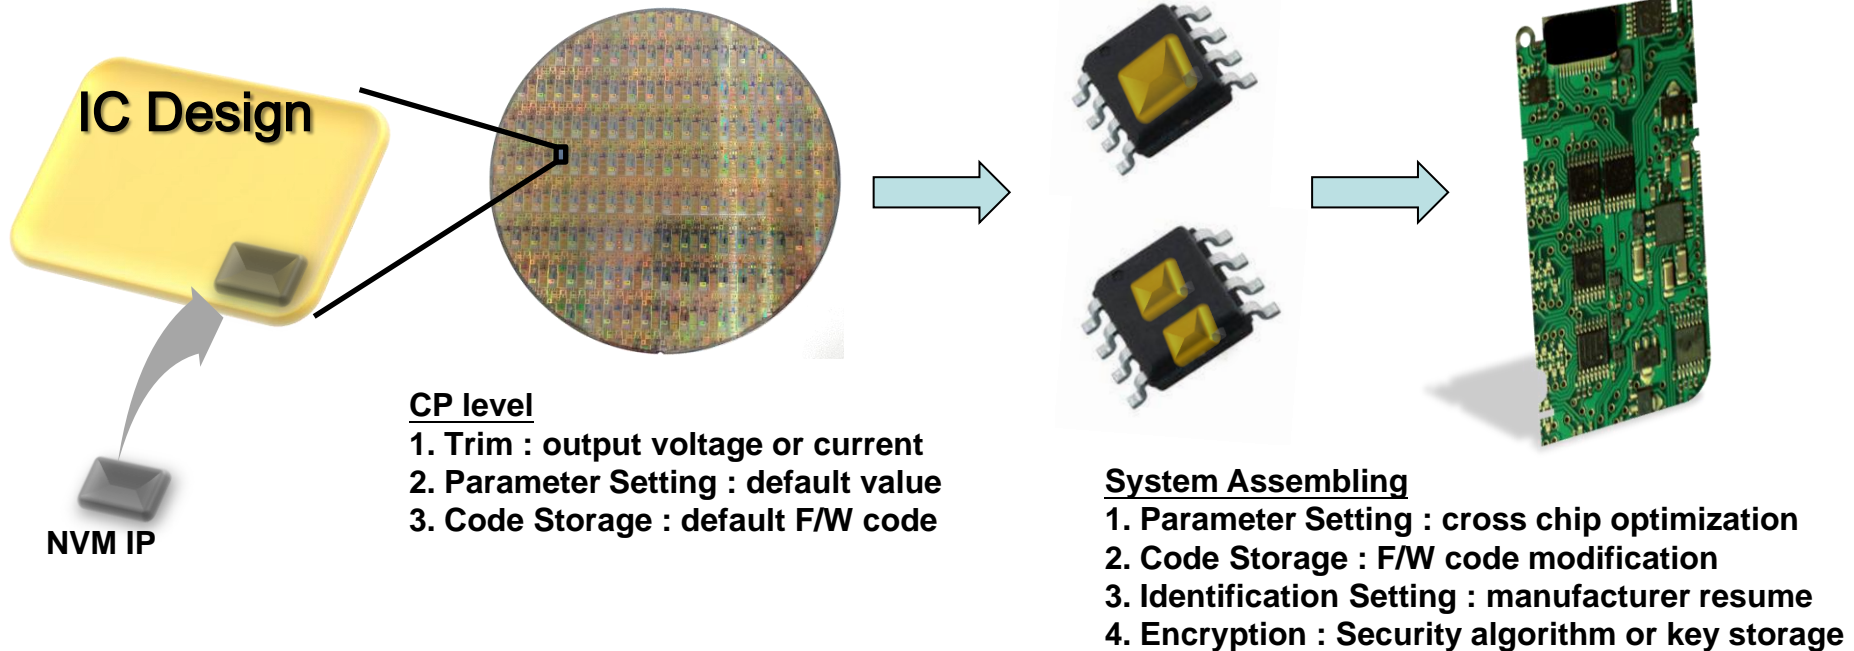 IC Design
NVM IP
CP level
1. Trim : output voltage or current
2. Parameter Setting : default value
3. Code Storage : default F/W code
System Assembling
1. Parameter Setting : cross chip optimization
2. Code Storage : F/W code modification
3. Identification Setting : manufacturer resume
4. Encryption : Security algorithm or key storage